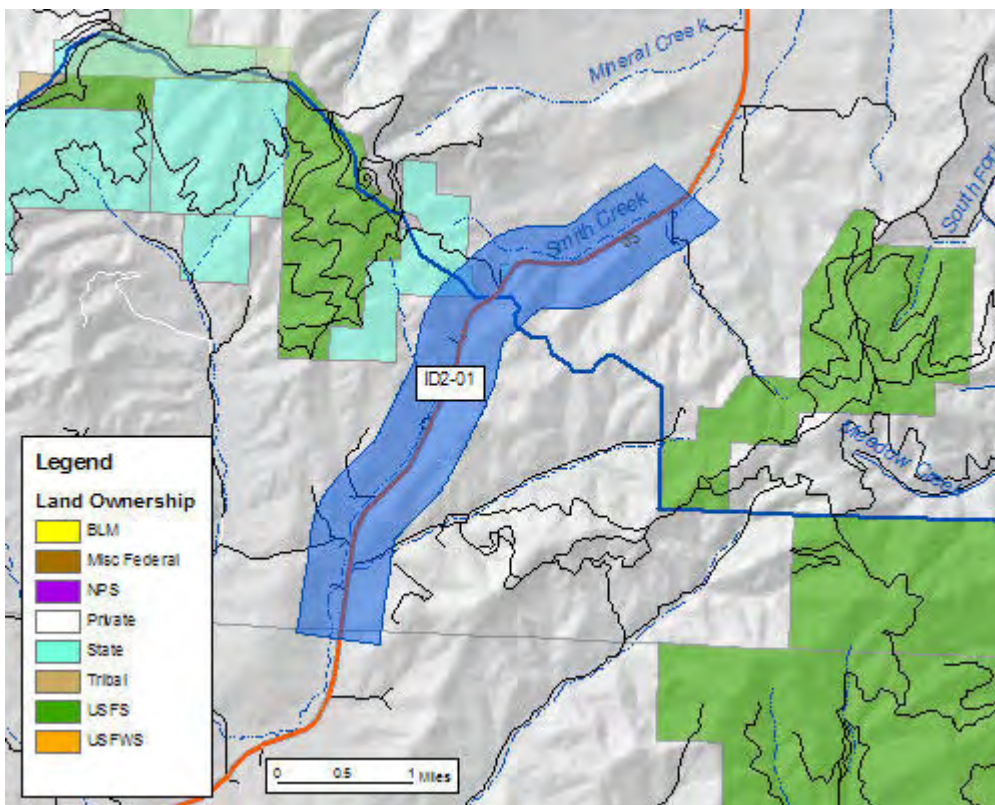 Mineral Creek
South Fork
Smith Creek
95
ID2-01
Meadow Creek
Legend
Land Ownership
BLM
Misc Federal
NPS
Private
State
Tribal
USFS
USFWS
0 0.5 1 Miles